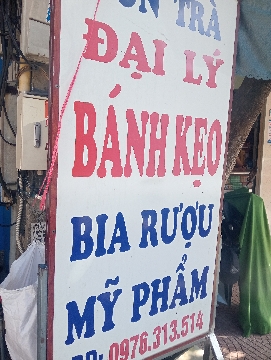 TRÀ
ĐẠI LÝ
BÁNH KẸO
BIA RƯỢU
MỸ PHẨM
0976.313.514